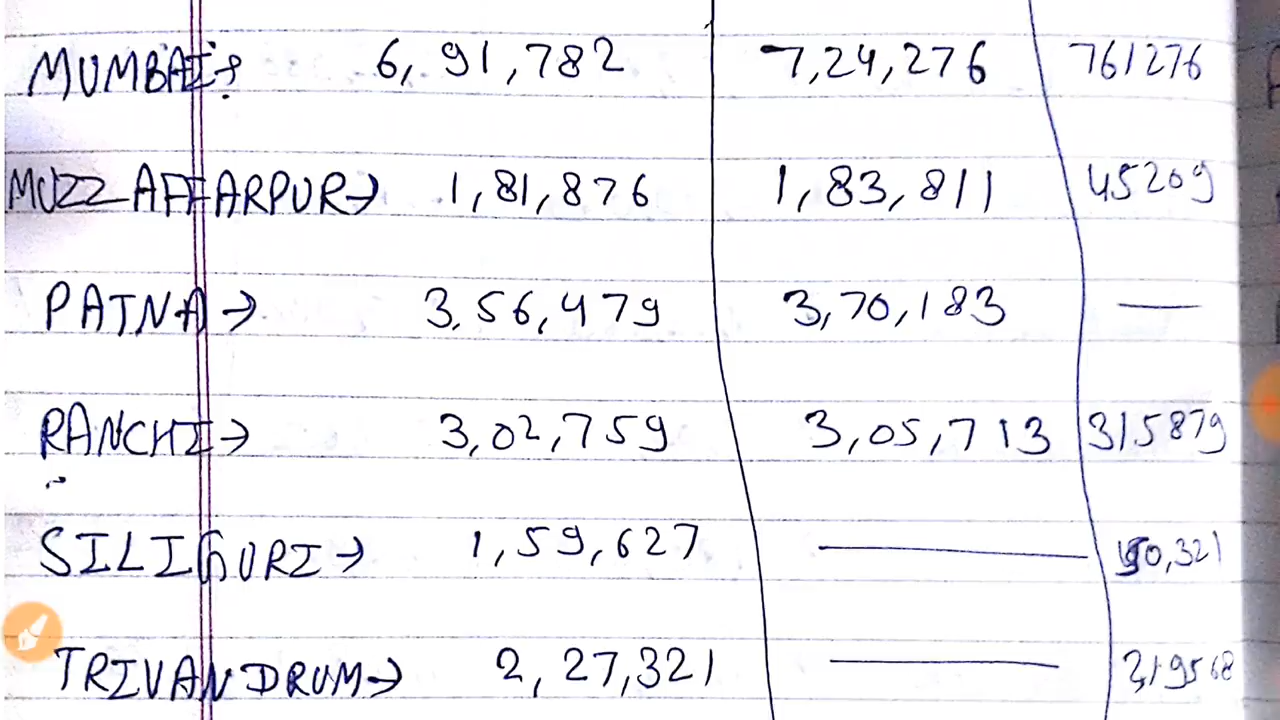 MUMBAI→ 6,91,782 7,24,276 761276
MUZZAFFARPUR→ 1,81,876 1,83,811 45209
PATNA→ 3,56,479 3,70,183 —
RANCHI→ 3,02,759 3,05,713 315879
SILIGURI→ 1,59,627 —
TRIVANDRUM→ 2,27,321 — 219568